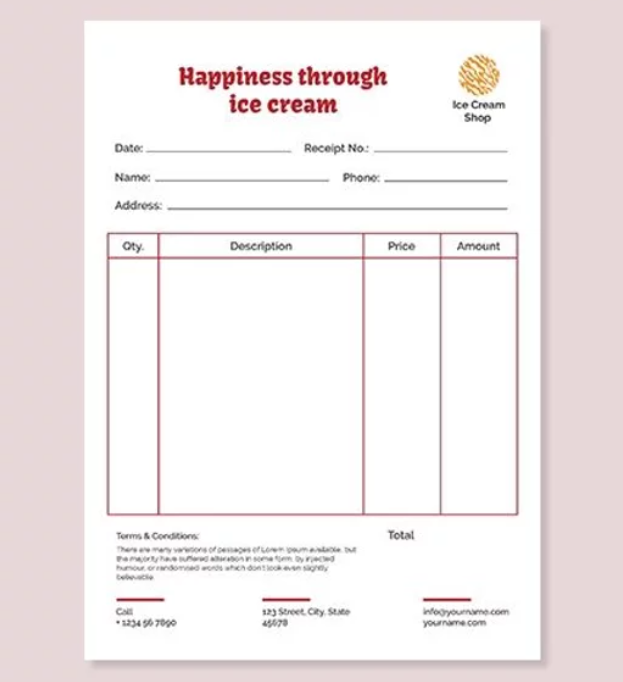 Happiness through
ice cream
Ice Cream
Shop
Date: Receipt No.:
Name: Phone:
Address:
Qty. Description Price Amount
Terms & Conditions: Total
There are many variations of passages of Lorem Ipsum available, but
the majority have suffered alteration in some form, by injected
humour, or randomised words which don't look even slightly
believable.
Call 123 Street, City, State info@yourname.com
+ 1234 56 7890 45678 yourname.com